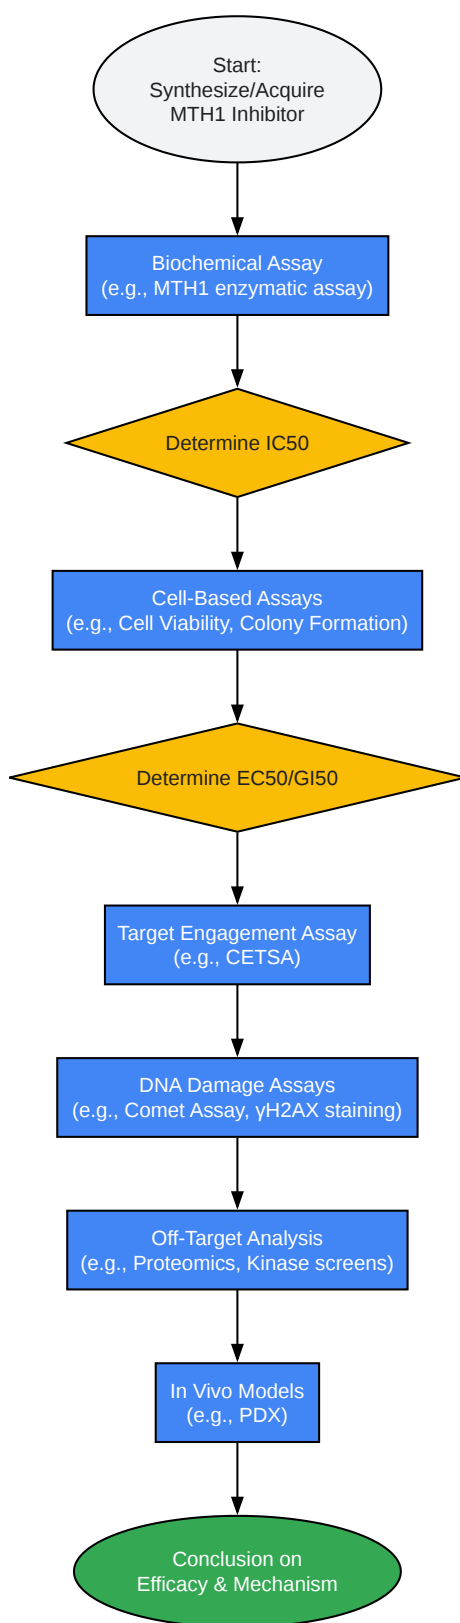 Start:
Synthesize/Acquire
MTH1 Inhibitor
Biochemical Assay
(e.g., MTH1 enzymatic assay)
Determine IC50
Cell-Based Assays
(e.g., Cell Viability, Colony Formation)
Determine EC50/GI50
Target Engagement Assay
(e.g., CETSA)
DNA Damage Assays
(e.g., Comet Assay, γH2AX staining)
Off-Target Analysis
(e.g., Proteomics, Kinase screens)
In Vivo Models
(e.g., PDX)
Conclusion on
Efficacy & Mechanism